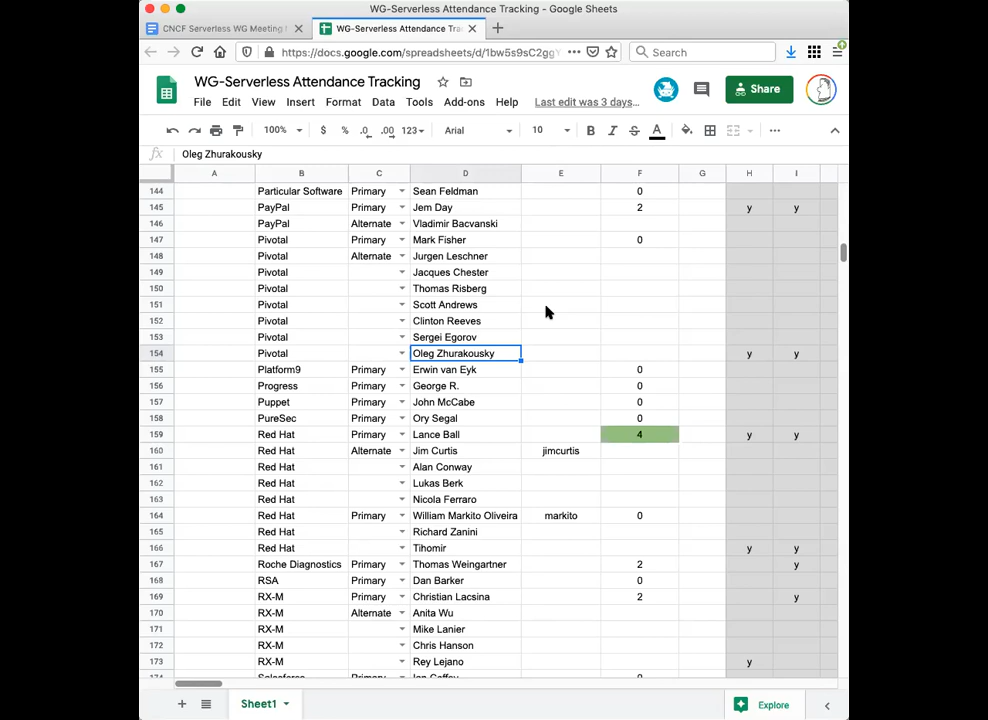 WG-Serverless Attendance Tracking - Google Sheets
CNCF Serverless WG Meeting
WG-Serverless Attendance Tra
https://docs.google.com/spreadsheets/d/1bw5s9sC2gg
Search
WG-Serverless Attendance Tracking
Share
File Edit View Insert Format Data Tools Add-ons Help Last edit was 3 days...
100% $ % .0 .00 123 Arial 10 B I S A
fx Oleg Zhurakousky
A B C D E F G H I
144 Particular Software Primary Sean Feldman 0
145 PayPal Primary Jem Day 2 y y
146 PayPal Alternate Vladimir Bacvanski
147 Pivotal Primary Mark Fisher 0
148 Pivotal Alternate Jurgen Leschner
149 Pivotal Jacques Chester
150 Pivotal Thomas Risberg
151 Pivotal Scott Andrews
152 Pivotal Clinton Reeves
153 Pivotal Sergei Egorov
154 Pivotal Oleg Zhurakousky y y
155 Platform9 Primary Erwin van Eyk 0
156 Progress Primary George R. 0
157 Puppet Primary John McCabe 0
158 PureSec Primary Ory Segal 0
159 Red Hat Primary Lance Ball 4 y y
160 Red Hat Alternate Jim Curtis jimcurtis
161 Red Hat Alan Conway
162 Red Hat Lukas Berk
163 Red Hat Nicola Ferraro
164 Red Hat Primary William Markito Oliveira markito 0
165 Red Hat Richard Zanini
166 Red Hat Tihomir y y
167 Roche Diagnostics Primary Thomas Weingartner 2 y
168 RSA Primary Dan Barker 0
169 RX-M Primary Christian Lacsina 2 y
170 RX-M Alternate Anita Wu
171 RX-M Mike Lanier
172 RX-M Chris Hanson
173 RX-M Rey Lejano y
Sheet1
Explore